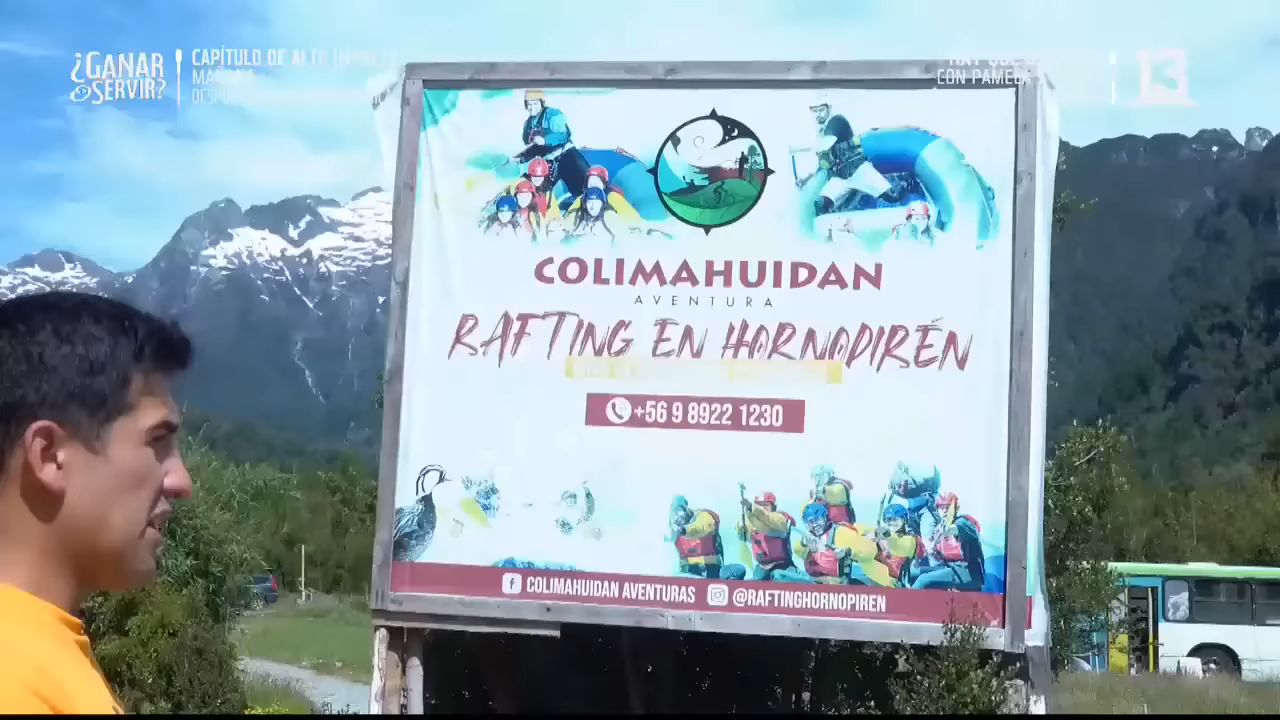 ¿GANAR
O SERVIR?
CAPÍTULO DE ALTO
MAÑANA
CON PAMELA
13
COLIMAHUIDAN
AVENTURA
RAFTING EN HORNOPIRÉN
+56 9 8922 1230
COLIMAHUIDAN AVENTURAS @RAFTINGHORNOPIREN